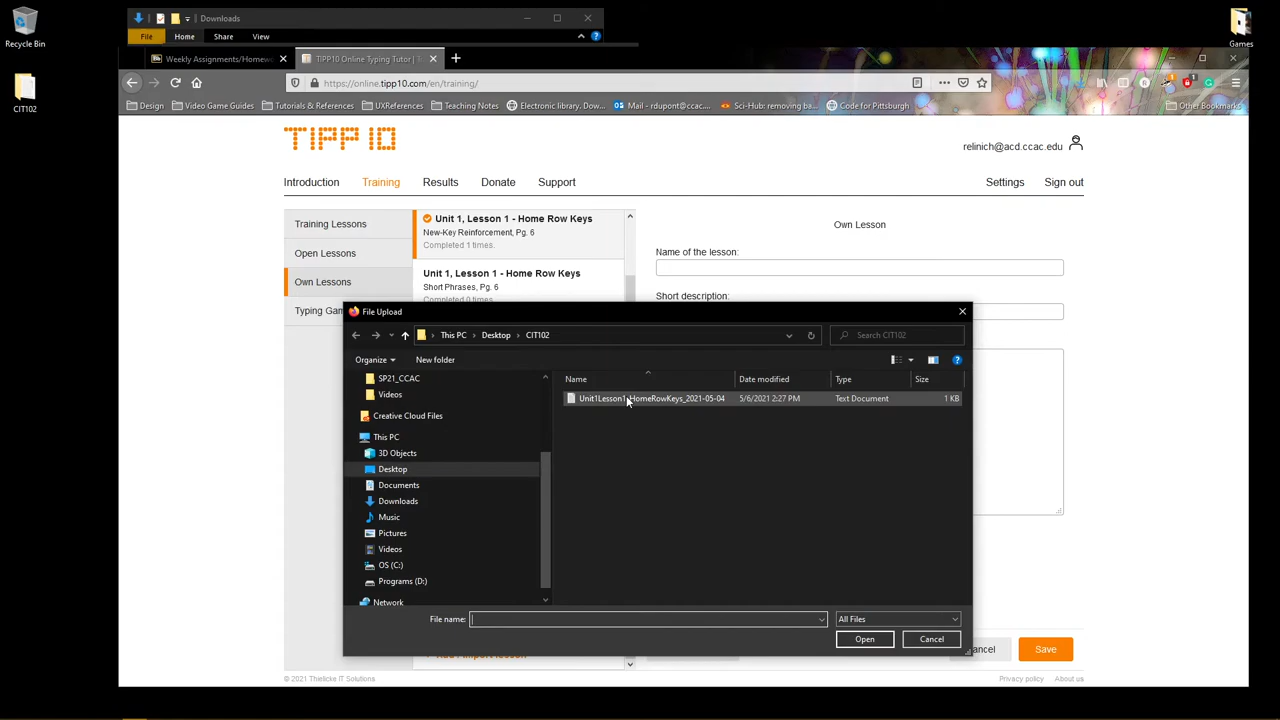 Recycle Bin
CIT102
Games
Downloads
File
Home
Share
View
Weekly Assignments/Homew
TIPP10 Online Typing Tutor | T
https://online.tipp10.com/en/training/
Design
Video Game Guides
Tutorials & References
UXReferences
Teaching Notes
Electronic library. Dow...
Mail - rdupont@ccac....
Sci-Hub: removing ba...
Code for Pittsburgh
Other Bookmarks
TIPP10
relinich@acd.ccac.edu
Introduction
Training
Results
Donate
Support
Settings
Sign out
Training Lessons
Open Lessons
Own Lessons
Typing Gam
Unit 1, Lesson 1 - Home Row Keys
New-Key Reinforcement, Pg. 6
Completed 1 times.
Unit 1, Lesson 1 - Home Row Keys
Short Phrases, Pg. 6
Completed 0 times.
Own Lesson
Name of the lesson:
Short description:
File Upload
This PC
Desktop
CIT102
Search CIT102
Organize
New folder
SP21_CCAC
Videos
Creative Cloud Files
This PC
3D Objects
Desktop
Documents
Downloads
Music
Pictures
Videos
OS (C:)
Programs (D:)
Network
Name
Date modified
Type
Size
Unit1Lesson1_HomeRowKeys_2021-05-04
5/6/2021 2:27 PM
Text Document
1 KB
File name:
All Files
Open
Cancel
Cancel
Save
© 2021 Thielicke IT Solutions
Privacy policy
About us